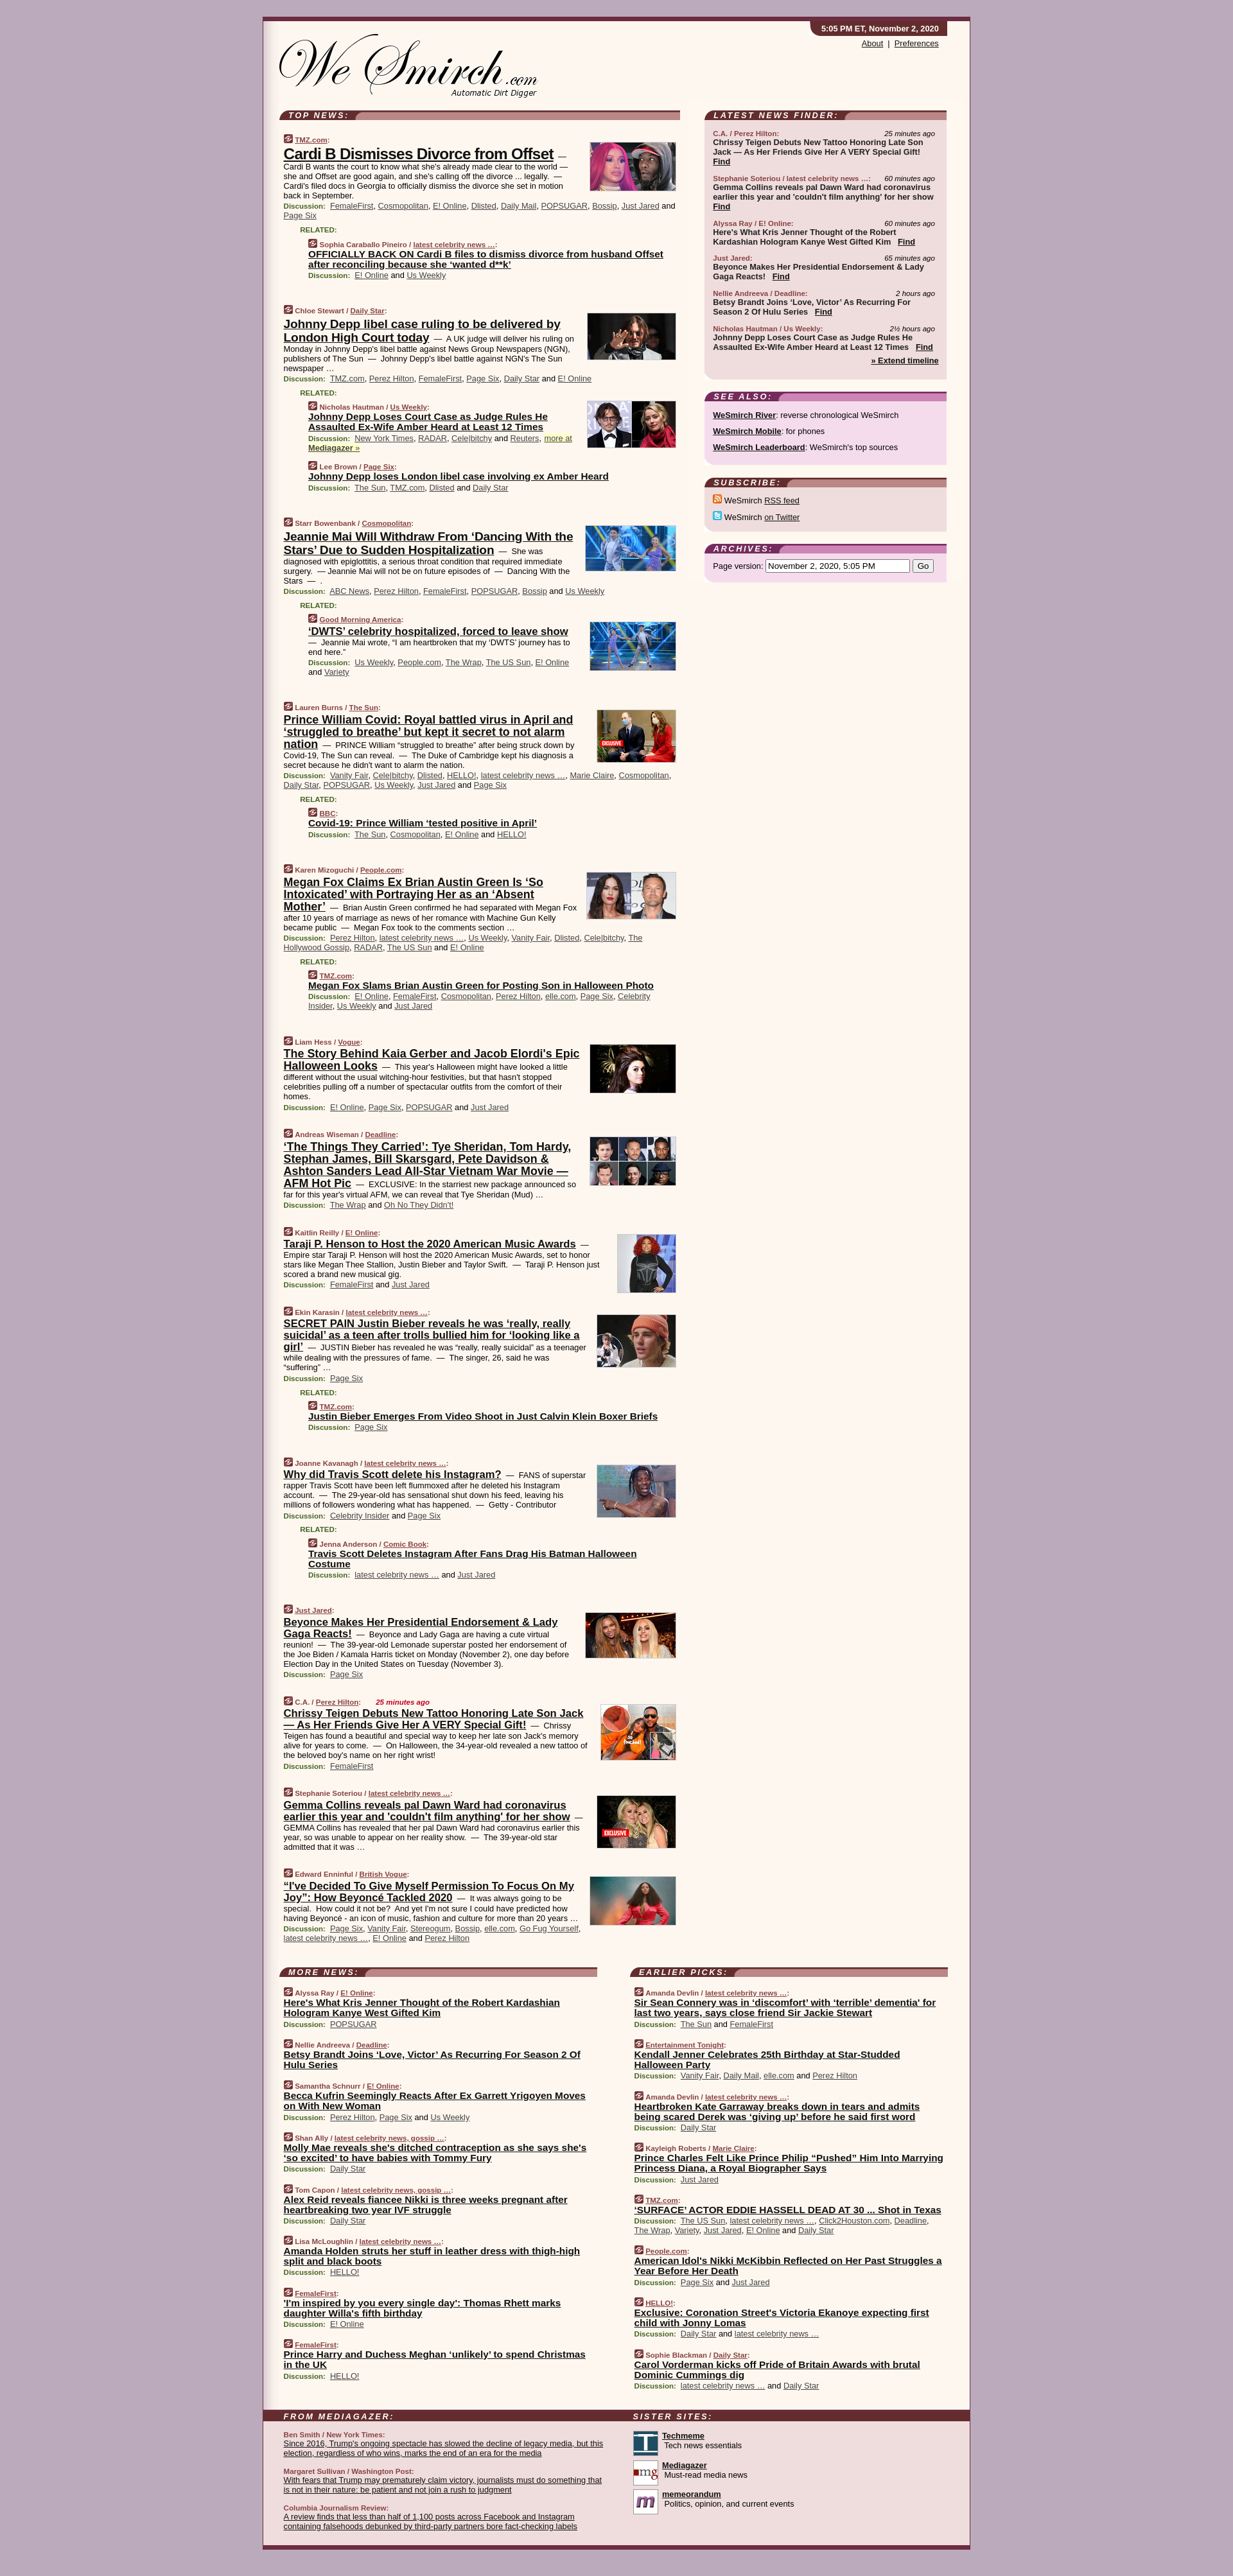 5:05 PM ET, November 2, 2020
About | Preferences
We Smirch.com
Automatic Dirt Digger
TOP NEWS:
TMZ.com:
Cardi B Dismisses Divorce from Offset —
Cardi B wants the court to know what she's already made clear to the world —
she and Offset are good again, and she's calling off the divorce ... legally. —
Cardi's filed docs in Georgia to officially dismiss the divorce she set in motion
back in September.
Discussion: FemaleFirst, Cosmopolitan, E! Online, Dlisted, Daily Mail, POPSUGAR, Bossip, Just Jared and
Page Six
RELATED:
Sophia Caraballo Pineiro / latest celebrity news …:
OFFICIALLY BACK ON Cardi B files to dismiss divorce from husband Offset
after reconciling because she ‘wanted d**k’
Discussion: E! Online and Us Weekly
Chloe Stewart / Daily Star:
Johnny Depp libel case ruling to be delivered by
London High Court today — A UK judge will deliver his ruling on
Monday in Johnny Depp's libel battle against News Group Newspapers (NGN),
publishers of The Sun — Johnny Depp's libel battle against NGN's The Sun
newspaper …
Discussion: TMZ.com, Perez Hilton, FemaleFirst, Page Six, Daily Star and E! Online
RELATED:
Nicholas Hautman / Us Weekly:
Johnny Depp Loses Court Case as Judge Rules He
Assaulted Ex-Wife Amber Heard at Least 12 Times
Discussion: New York Times, RADAR, Cele|bitchy and Reuters, more at
Mediagazer »
Lee Brown / Page Six:
Johnny Depp loses London libel case involving ex Amber Heard
Discussion: The Sun, TMZ.com, Dlisted and Daily Star
Starr Bowenbank / Cosmopolitan:
Jeannie Mai Will Withdraw From ‘Dancing With the
Stars’ Due to Sudden Hospitalization — She was
diagnosed with epiglottitis, a serious throat condition that required immediate
surgery. — Jeannie Mai will not be on future episodes of — Dancing With the
Stars — .
Discussion: ABC News, Perez Hilton, FemaleFirst, POPSUGAR, Bossip and Us Weekly
RELATED:
Good Morning America:
‘DWTS’ celebrity hospitalized, forced to leave show
— Jeannie Mai wrote, “I am heartbroken that my ‘DWTS’ journey has to
end here.”
Discussion: Us Weekly, People.com, The Wrap, The US Sun, E! Online
and Variety
Lauren Burns / The Sun:
Prince William Covid: Royal battled virus in April and
‘struggled to breathe’ but kept it secret to not alarm
nation — PRINCE William “struggled to breathe” after being struck down by
Covid-19, The Sun can reveal. — The Duke of Cambridge kept his diagnosis a
secret because he didn't want to alarm the nation.
Discussion: Vanity Fair, Cele|bitchy, Dlisted, HELLO!, latest celebrity news …, Marie Claire, Cosmopolitan,
Daily Star, POPSUGAR, Us Weekly, Just Jared and Page Six
RELATED:
BBC:
Covid-19: Prince William ‘tested positive in April’
Discussion: The Sun, Cosmopolitan, E! Online and HELLO!
Karen Mizoguchi / People.com:
Megan Fox Claims Ex Brian Austin Green Is ‘So
Intoxicated’ with Portraying Her as an ‘Absent
Mother’ — Brian Austin Green confirmed he had separated with Megan Fox
after 10 years of marriage as news of her romance with Machine Gun Kelly
became public — Megan Fox took to the comments section …
Discussion: Perez Hilton, latest celebrity news …, Us Weekly, Vanity Fair, Dlisted, Cele|bitchy, The
Hollywood Gossip, RADAR, The US Sun and E! Online
RELATED:
TMZ.com:
Megan Fox Slams Brian Austin Green for Posting Son in Halloween Photo
Discussion: E! Online, FemaleFirst, Cosmopolitan, Perez Hilton, elle.com, Page Six, Celebrity
Insider, Us Weekly and Just Jared
Liam Hess / Vogue:
The Story Behind Kaia Gerber and Jacob Elordi's Epic
Halloween Looks — This year's Halloween might have looked a little
different without the usual witching-hour festivities, but that hasn't stopped
celebrities pulling off a number of spectacular outfits from the comfort of their
homes.
Discussion: E! Online, Page Six, POPSUGAR and Just Jared
Andreas Wiseman / Deadline:
‘The Things They Carried’: Tye Sheridan, Tom Hardy,
Stephan James, Bill Skarsgard, Pete Davidson &
Ashton Sanders Lead All-Star Vietnam War Movie —
AFM Hot Pic — EXCLUSIVE: In the starriest new package announced so
far for this year's virtual AFM, we can reveal that Tye Sheridan (Mud) …
Discussion: The Wrap and Oh No They Didn't!
Kaitlin Reilly / E! Online:
Taraji P. Henson to Host the 2020 American Music Awards —
Empire star Taraji P. Henson will host the 2020 American Music Awards, set to honor
stars like Megan Thee Stallion, Justin Bieber and Taylor Swift. — Taraji P. Henson just
scored a brand new musical gig.
Discussion: FemaleFirst and Just Jared
Ekin Karasin / latest celebrity news …:
SECRET PAIN Justin Bieber reveals he was ‘really, really
suicidal’ as a teen after trolls bullied him for ‘looking like a
girl’ — JUSTIN Bieber has revealed he was “really, really suicidal” as a teenager
while dealing with the pressures of fame. — The singer, 26, said he was
“suffering” …
Discussion: Page Six
RELATED:
TMZ.com:
Justin Bieber Emerges From Video Shoot in Just Calvin Klein Boxer Briefs
Discussion: Page Six
Joanne Kavanagh / latest celebrity news …:
Why did Travis Scott delete his Instagram? — FANS of superstar
rapper Travis Scott have been left flummoxed after he deleted his Instagram
account. — The 29-year-old has sensational shut down his feed, leaving his
millions of followers wondering what has happened. — Getty - Contributor
Discussion: Celebrity Insider and Page Six
RELATED:
Jenna Anderson / Comic Book:
Travis Scott Deletes Instagram After Fans Drag His Batman Halloween
Costume
Discussion: latest celebrity news … and Just Jared
Just Jared:
Beyonce Makes Her Presidential Endorsement & Lady
Gaga Reacts! — Beyonce and Lady Gaga are having a cute virtual
reunion! — The 39-year-old Lemonade superstar posted her endorsement of
the Joe Biden / Kamala Harris ticket on Monday (November 2), one day before
Election Day in the United States on Tuesday (November 3).
Discussion: Page Six
C.A. / Perez Hilton: 25 minutes ago
Chrissy Teigen Debuts New Tattoo Honoring Late Son Jack
— As Her Friends Give Her A VERY Special Gift! — Chrissy
Teigen has found a beautiful and special way to keep her late son Jack's memory
alive for years to come. — On Halloween, the 34-year-old revealed a new tattoo of
the beloved boy's name on her right wrist!
Discussion: FemaleFirst
Stephanie Soteriou / latest celebrity news …:
Gemma Collins reveals pal Dawn Ward had coronavirus
earlier this year and 'couldn't film anything' for her show —
GEMMA Collins has revealed that her pal Dawn Ward had coronavirus earlier this
year, so was unable to appear on her reality show. — The 39-year-old star
admitted that it was …
Edward Enninful / British Vogue:
“I've Decided To Give Myself Permission To Focus On My
Joy”: How Beyoncé Tackled 2020 — It was always going to be
special. How could it not be? And yet I'm not sure I could have predicted how
having Beyoncé - an icon of music, fashion and culture for more than 20 years …
Discussion: Page Six, Vanity Fair, Stereogum, Bossip, elle.com, Go Fug Yourself,
latest celebrity news …, E! Online and Perez Hilton
LATEST NEWS FINDER:
C.A. / Perez Hilton: 25 minutes ago
Chrissy Teigen Debuts New Tattoo Honoring Late Son
Jack — As Her Friends Give Her A VERY Special Gift!
Find
Stephanie Soteriou / latest celebrity news …: 60 minutes ago
Gemma Collins reveals pal Dawn Ward had coronavirus
earlier this year and 'couldn't film anything' for her show
Find
Alyssa Ray / E! Online: 60 minutes ago
Here's What Kris Jenner Thought of the Robert
Kardashian Hologram Kanye West Gifted Kim Find
Just Jared: 65 minutes ago
Beyonce Makes Her Presidential Endorsement & Lady
Gaga Reacts! Find
Nellie Andreeva / Deadline: 2 hours ago
Betsy Brandt Joins ‘Love, Victor’ As Recurring For
Season 2 Of Hulu Series Find
Nicholas Hautman / Us Weekly: 2½ hours ago
Johnny Depp Loses Court Case as Judge Rules He
Assaulted Ex-Wife Amber Heard at Least 12 Times Find
» Extend timeline
SEE ALSO:
WeSmirch River: reverse chronological WeSmirch
WeSmirch Mobile: for phones
WeSmirch Leaderboard: WeSmirch's top sources
SUBSCRIBE:
WeSmirch RSS feed
WeSmirch on Twitter
ARCHIVES:
Page version: November 2, 2020, 5:05 PM Go
MORE NEWS:
Alyssa Ray / E! Online:
Here's What Kris Jenner Thought of the Robert Kardashian
Hologram Kanye West Gifted Kim
Discussion: POPSUGAR
Nellie Andreeva / Deadline:
Betsy Brandt Joins ‘Love, Victor’ As Recurring For Season 2 Of
Hulu Series
Samantha Schnurr / E! Online:
Becca Kufrin Seemingly Reacts After Ex Garrett Yrigoyen Moves
on With New Woman
Discussion: Perez Hilton, Page Six and Us Weekly
Shan Ally / latest celebrity news, gossip …:
Molly Mae reveals she's ditched contraception as she says she's
‘so excited’ to have babies with Tommy Fury
Discussion: Daily Star
Tom Capon / latest celebrity news, gossip …:
Alex Reid reveals fiancee Nikki is three weeks pregnant after
heartbreaking two year IVF struggle
Discussion: Daily Star
Lisa McLoughlin / latest celebrity news …:
Amanda Holden struts her stuff in leather dress with thigh-high
split and black boots
Discussion: HELLO!
FemaleFirst:
'I'm inspired by you every single day': Thomas Rhett marks
daughter Willa's fifth birthday
Discussion: E! Online
FemaleFirst:
Prince Harry and Duchess Meghan ‘unlikely’ to spend Christmas
in the UK
Discussion: HELLO!
EARLIER PICKS:
Amanda Devlin / latest celebrity news …:
Sir Sean Connery was in ‘discomfort’ with ‘terrible’ dementia' for
last two years, says close friend Sir Jackie Stewart
Discussion: The Sun and FemaleFirst
Entertainment Tonight:
Kendall Jenner Celebrates 25th Birthday at Star-Studded
Halloween Party
Discussion: Vanity Fair, Daily Mail, elle.com and Perez Hilton
Amanda Devlin / latest celebrity news …:
Heartbroken Kate Garraway breaks down in tears and admits
being scared Derek was ‘giving up’ before he said first word
Discussion: Daily Star
Kayleigh Roberts / Marie Claire:
Prince Charles Felt Like Prince Philip “Pushed” Him Into Marrying
Princess Diana, a Royal Biographer Says
Discussion: Just Jared
TMZ.com:
‘SURFACE’ ACTOR EDDIE HASSELL DEAD AT 30 ... Shot in Texas
Discussion: The US Sun, latest celebrity news …, Click2Houston.com, Deadline,
The Wrap, Variety, Just Jared, E! Online and Daily Star
People.com:
American Idol's Nikki McKibbin Reflected on Her Past Struggles a
Year Before Her Death
Discussion: Page Six and Just Jared
HELLO!:
Exclusive: Coronation Street's Victoria Ekanoye expecting first
child with Jonny Lomas
Discussion: Daily Star and latest celebrity news …
Sophie Blackman / Daily Star:
Carol Vorderman kicks off Pride of Britain Awards with brutal
Dominic Cummings dig
Discussion: latest celebrity news … and Daily Star
FROM MEDIAGAZER:
Ben Smith / New York Times:
Since 2016, Trump's ongoing spectacle has slowed the decline of legacy media, but this
election, regardless of who wins, marks the end of an era for the media
Margaret Sullivan / Washington Post:
With fears that Trump may prematurely claim victory, journalists must do something that
is not in their nature: be patient and not join a rush to judgment
Columbia Journalism Review:
A review finds that less than half of 1,100 posts across Facebook and Instagram
containing falsehoods debunked by third-party partners bore fact-checking labels
SISTER SITES:
Techmeme
Tech news essentials
Mediagazer
Must-read media news
memeorandum
Politics, opinion, and current events